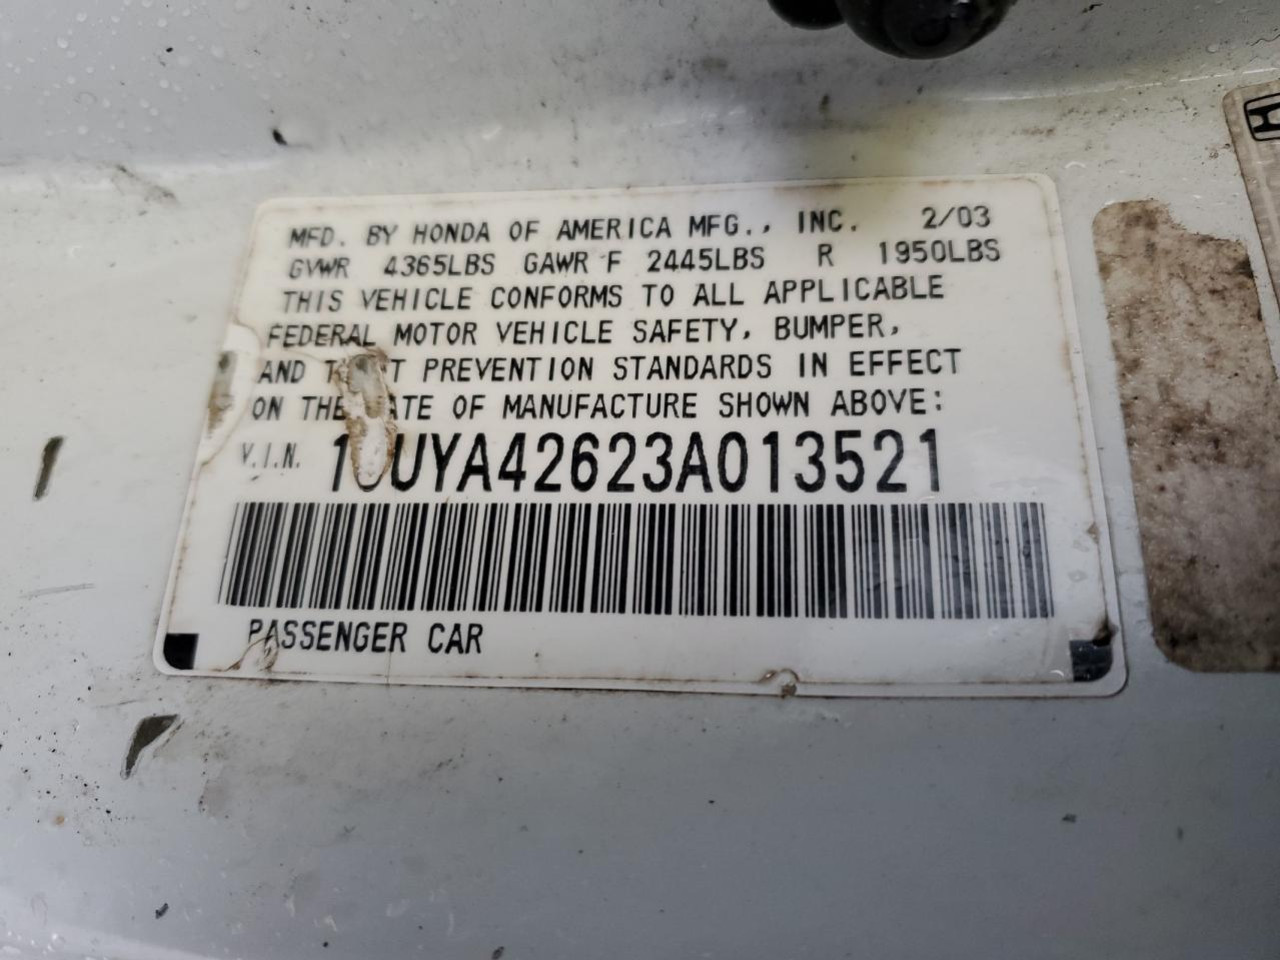 MFD. BY HONDA OF AMERICA MFG., INC. 2/03
GVWR 4365LBS GAWR F 2445LBS R 1950LBS
THIS VEHICLE CONFORMS TO ALL APPLICABLE
FEDERAL MOTOR VEHICLE SAFETY, BUMPER,
AND PREVENTION STANDARDS IN EFFECT
ON THE DATE OF MANUFACTURE SHOWN ABOVE:
V.I.N.
PASSENGER CAR